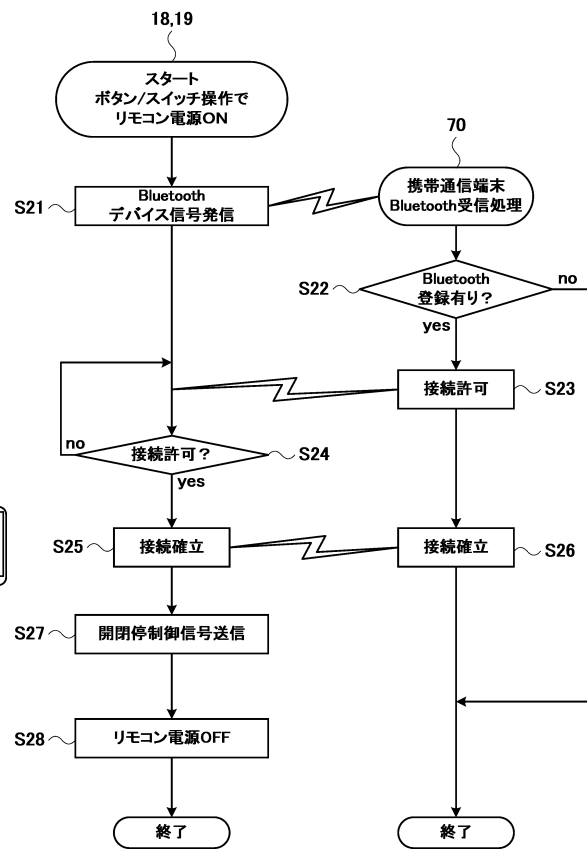 18,19
スタート
ボタン/スイッチ操作で
リモコン電源ON
70
S21
Bluetooth
デバイス信号発信
携帯通信端末
Bluetooth受信処理
S22
Bluetooth
登録有り？
no
yes
接続許可
S23
no
接続許可？
S24
yes
S25
接続確立
接続確立
S26
S27
開閉停制御信号送信
S28
リモコン電源OFF
終了
終了